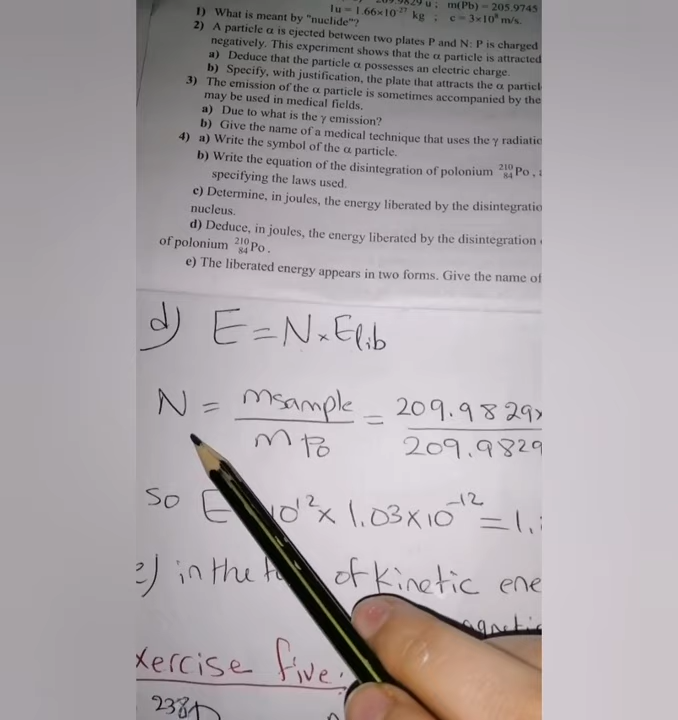 9829 u ; m(Pb) = 205.9745
1u = 1.66×10⁻²⁷ kg ; c = 3×10⁸ m/s.
1) What is meant by "nuclide"?
2) A particle α is ejected between two plates P and N: P is charged
negatively. This experiment shows that the α particle is attracted
a) Deduce that the particle α possesses an electric charge.
b) Specify, with justification, the plate that attracts the α particl
3) The emission of the α particle is sometimes accompanied by the
may be used in medical fields.
a) Due to what is the γ emission?
b) Give the name of a medical technique that uses the γ radiatio
4) a) Write the symbol of the α particle.
b) Write the equation of the disintegration of polonium ²¹⁰₈₄Po ,
specifying the laws used.
c) Determine, in joules, the energy liberated by the disintegratio
nucleus.
d) Deduce, in joules, the energy liberated by the disintegration
of polonium ²¹⁰₈₄Po .
e) The liberated energy appears in two forms. Give the name of
d) E = N × Elib
N = msample / mPo = 209.9829× / 209.9829
so E 10¹² × 1.03×10⁻¹² = 1.
e) in the of kinetic ene
agnetic
xercise five:
238